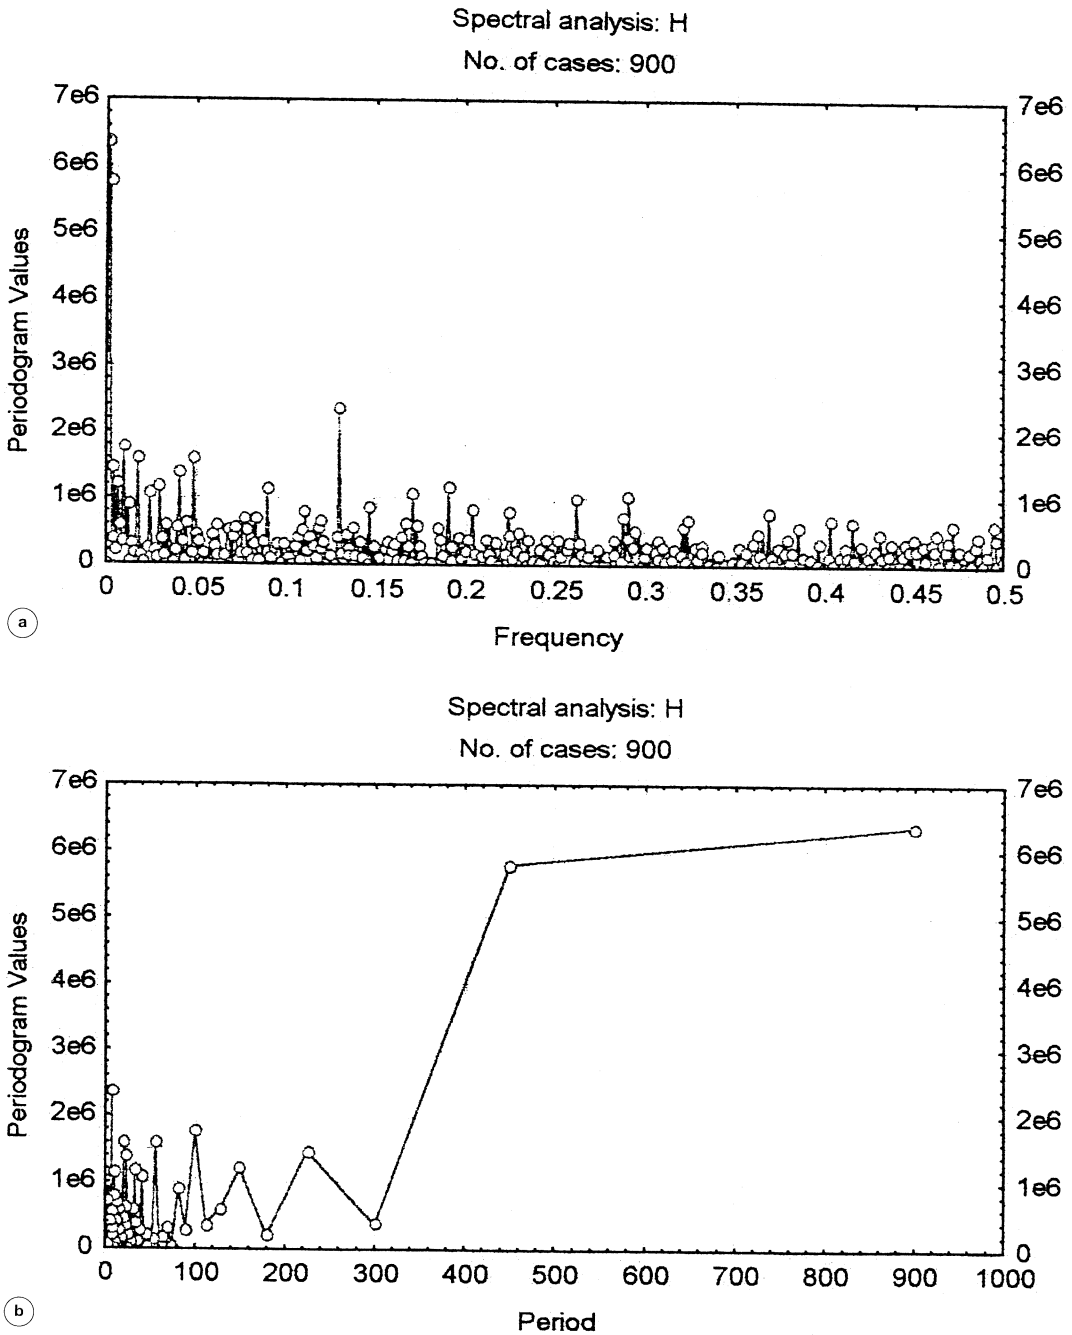 Spectral analysis: H
No. of cases: 900
7e6 7e6
6e6 6e6
5e6 5e6
4e6 4e6
3e6 3e6
2e6 2e6
1e6 1e6
0 0
0 0.05 0.1 0.15 0.2 0.25 0.3 0.35 0.4 0.45 0.5
Periodogram Values
a
Frequency
Spectral analysis: H
No. of cases: 900
7e6 7e6
6e6 6e6
5e6 5e6
4e6 4e6
3e6 3e6
2e6 2e6
1e6 1e6
0 0
0 100 200 300 400 500 600 700 800 900 1000
Periodogram Values
b
Period